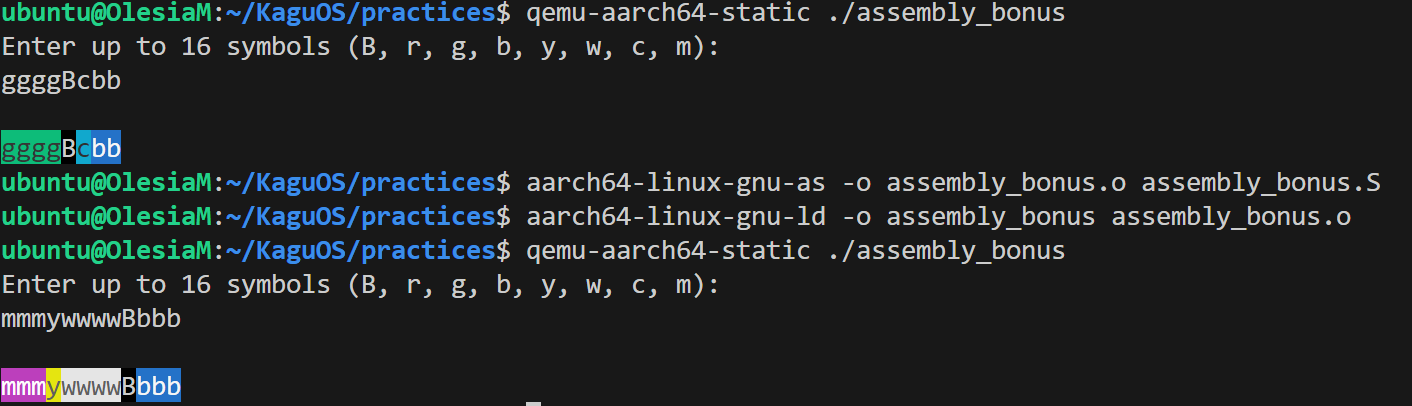 ubuntu@OlesiaM:~/KaguOS/practices$ qemu-aarch64-static ./assembly_bonus
Enter up to 16 symbols (B, r, g, b, y, w, c, m):
ggggBcbb
ggggBcbb
ubuntu@OlesiaM:~/KaguOS/practices$ aarch64-linux-gnu-as -o assembly_bonus.o assembly_bonus.S
ubuntu@OlesiaM:~/KaguOS/practices$ aarch64-linux-gnu-ld -o assembly_bonus assembly_bonus.o
ubuntu@OlesiaM:~/KaguOS/practices$ qemu-aarch64-static ./assembly_bonus
Enter up to 16 symbols (B, r, g, b, y, w, c, m):
mmmywwwwBbbb
mmmywwwwBbbb